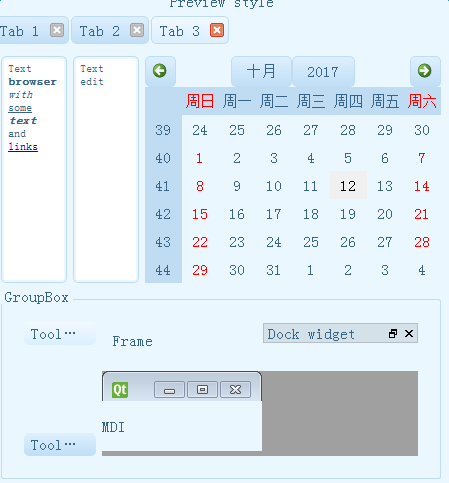 Preview style
Tab 1 Tab 2 Tab 3
Text
browser
with
some
text
and
links
Text
edit
十月 2017
周日 周一 周二 周三 周四 周五 周六
39 24 25 26 27 28 29 30
40 1 2 3 4 5 6 7
41 8 9 10 11 12 13 14
42 15 16 17 18 19 20 21
43 22 23 24 25 26 27 28
44 29 30 31 1 2 3 4
GroupBox
Tool…
Frame
Dock widget
Qt
MDI
Tool…